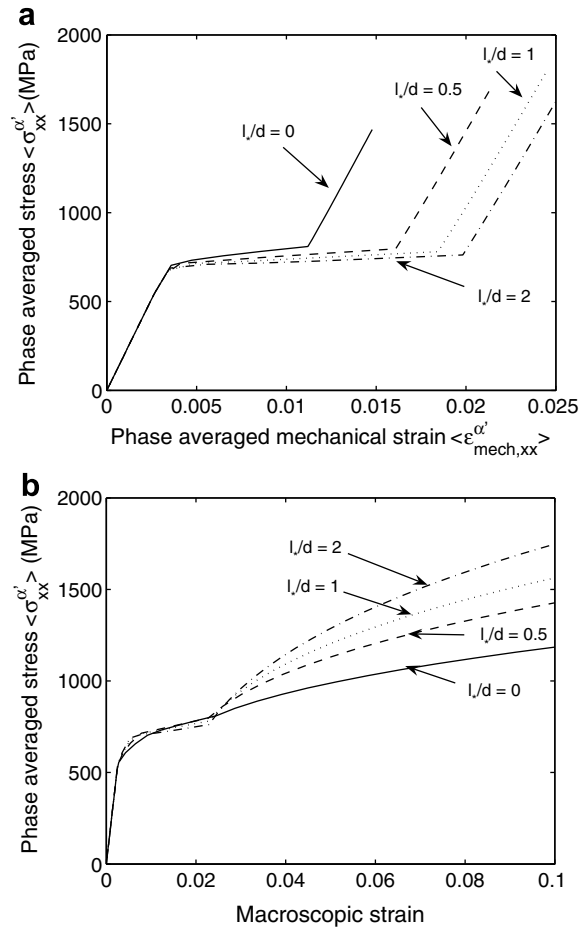 a
2000
1500
1000
500
0
Phase averaged stress <σ^{α'}_{xx}>(MPa)
l*/d = 1
l*/d = 0.5
l*/d = 0
l*/d = 2
0 0.005 0.01 0.015 0.02 0.025
Phase averaged mechanical strain <ε^{α'}_{mech,xx}>
b
2000
1500
1000
500
0
Phase averaged stress <σ^{α'}_{xx}> (MPa)
l*/d = 2
l*/d = 1
l*/d = 0.5
l*/d = 0
0 0.02 0.04 0.06 0.08 0.1
Macroscopic strain